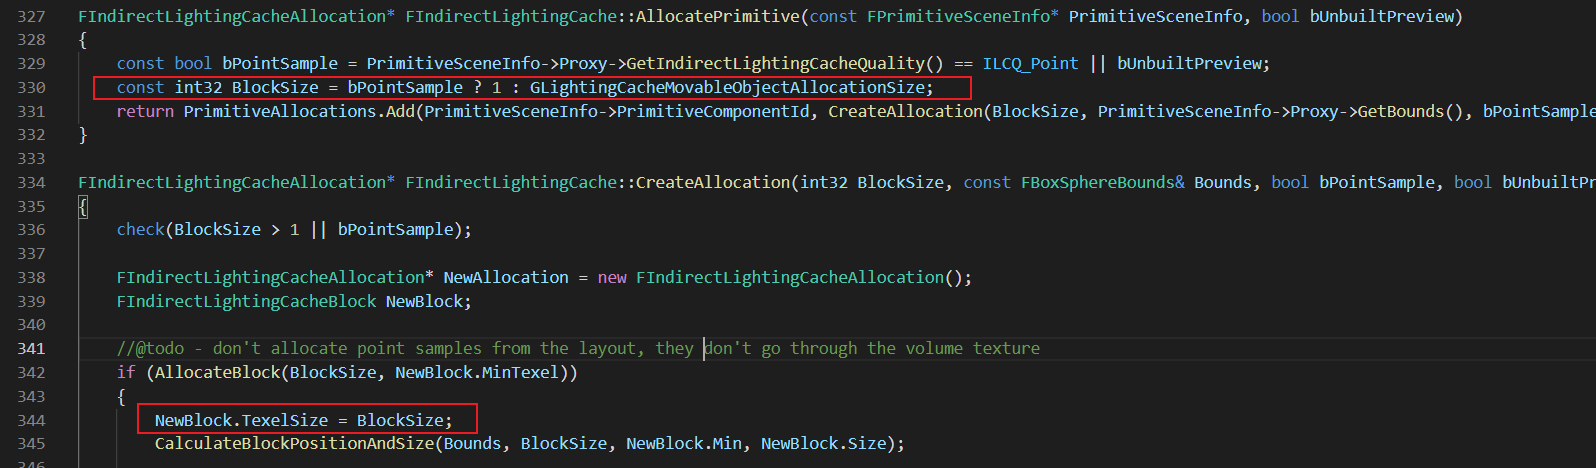 327 FIndirectLightingCacheAllocation* FIndirectLightingCache::AllocatePrimitive(const FPrimitiveSceneInfo* PrimitiveSceneInfo, bool bUnbuiltPreview)
328 {
329 const bool bPointSample = PrimitiveSceneInfo->Proxy->GetIndirectLightingCacheQuality() == ILCQ_Point || bUnbuiltPreview;
330 const int32 BlockSize = bPointSample ? 1 : GLightingCacheMovableObjectAllocationSize;
331 return PrimitiveAllocations.Add(PrimitiveSceneInfo->PrimitiveComponentId, CreateAllocation(BlockSize, PrimitiveSceneInfo->Proxy->GetBounds(), bPointSample
332 }
333
334 FIndirectLightingCacheAllocation* FIndirectLightingCache::CreateAllocation(int32 BlockSize, const FBoxSphereBounds& Bounds, bool bPointSample, bool bUnbuiltPr
335 {
336 check(BlockSize > 1 || bPointSample);
337
338 FIndirectLightingCacheAllocation* NewAllocation = new FIndirectLightingCacheAllocation();
339 FIndirectLightingCacheBlock NewBlock;
340
341 //@todo - don't allocate point samples from the layout, they don't go through the volume texture
342 if (AllocateBlock(BlockSize, NewBlock.MinTexel))
343 {
344 NewBlock.TexelSize = BlockSize;
345 CalculateBlockPositionAndSize(Bounds, BlockSize, NewBlock.Min, NewBlock.Size);
346